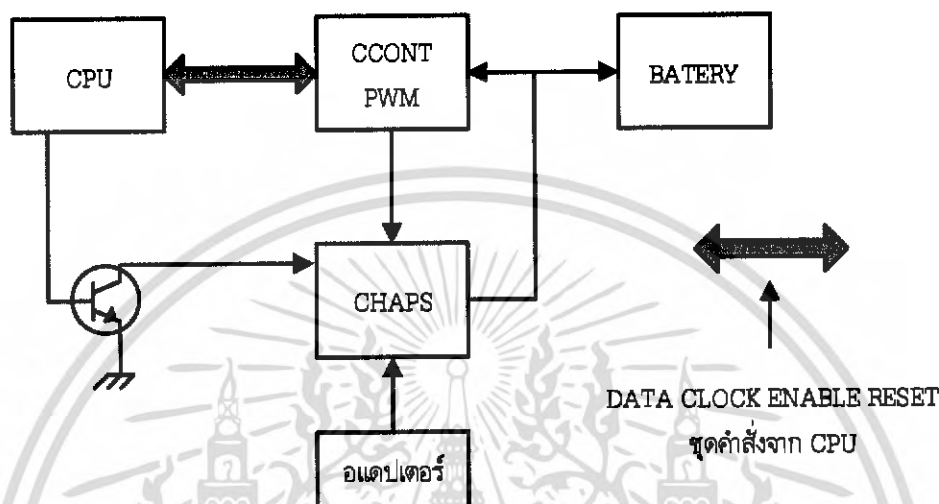 CPU
CCONT
PWM
BATERY
CHAPS
DATA CLOCK ENABLE RESET
ชุดคำสั่งจาก CPU
อแดปเตอร์